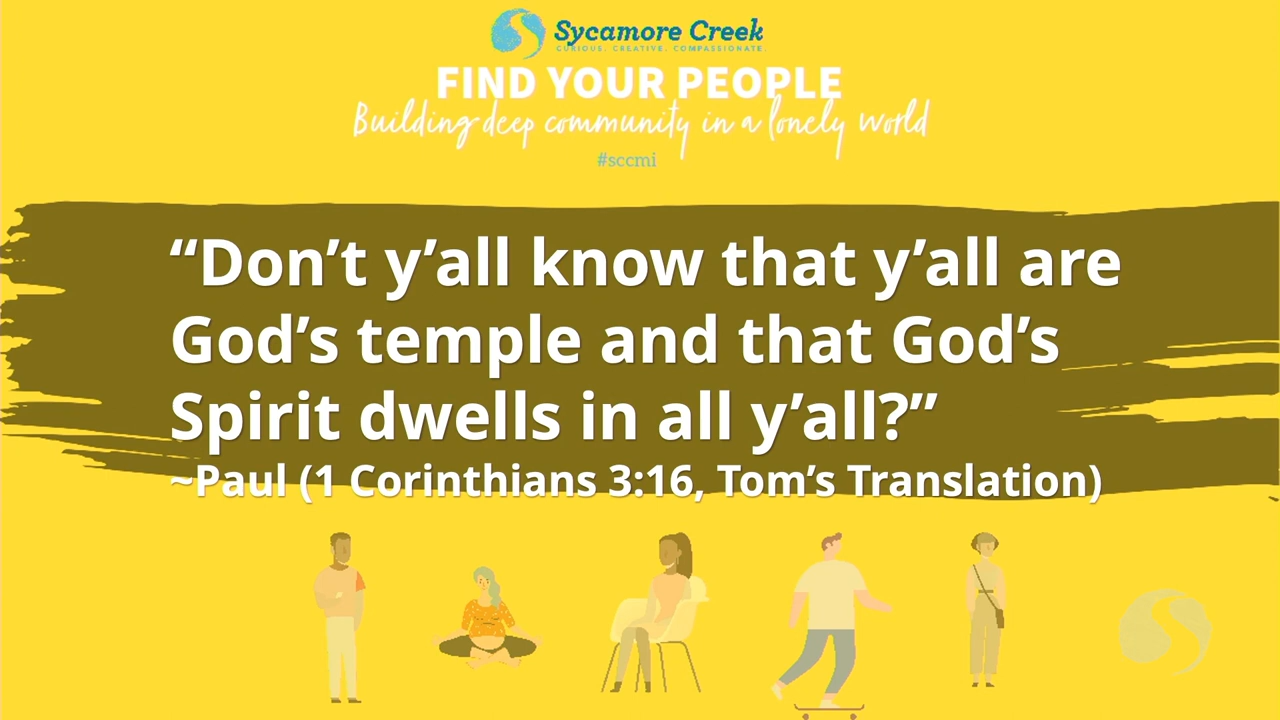 Sycamore Creek
CURIOUS. CREATIVE. COMPASSIONATE.
FIND YOUR PEOPLE
Building deep community in a lonely world
#sccmi
“Don’t y’all know that y’all are
God’s temple and that God’s
Spirit dwells in all y’all?”
~Paul (1 Corinthians 3:16, Tom’s Translation)